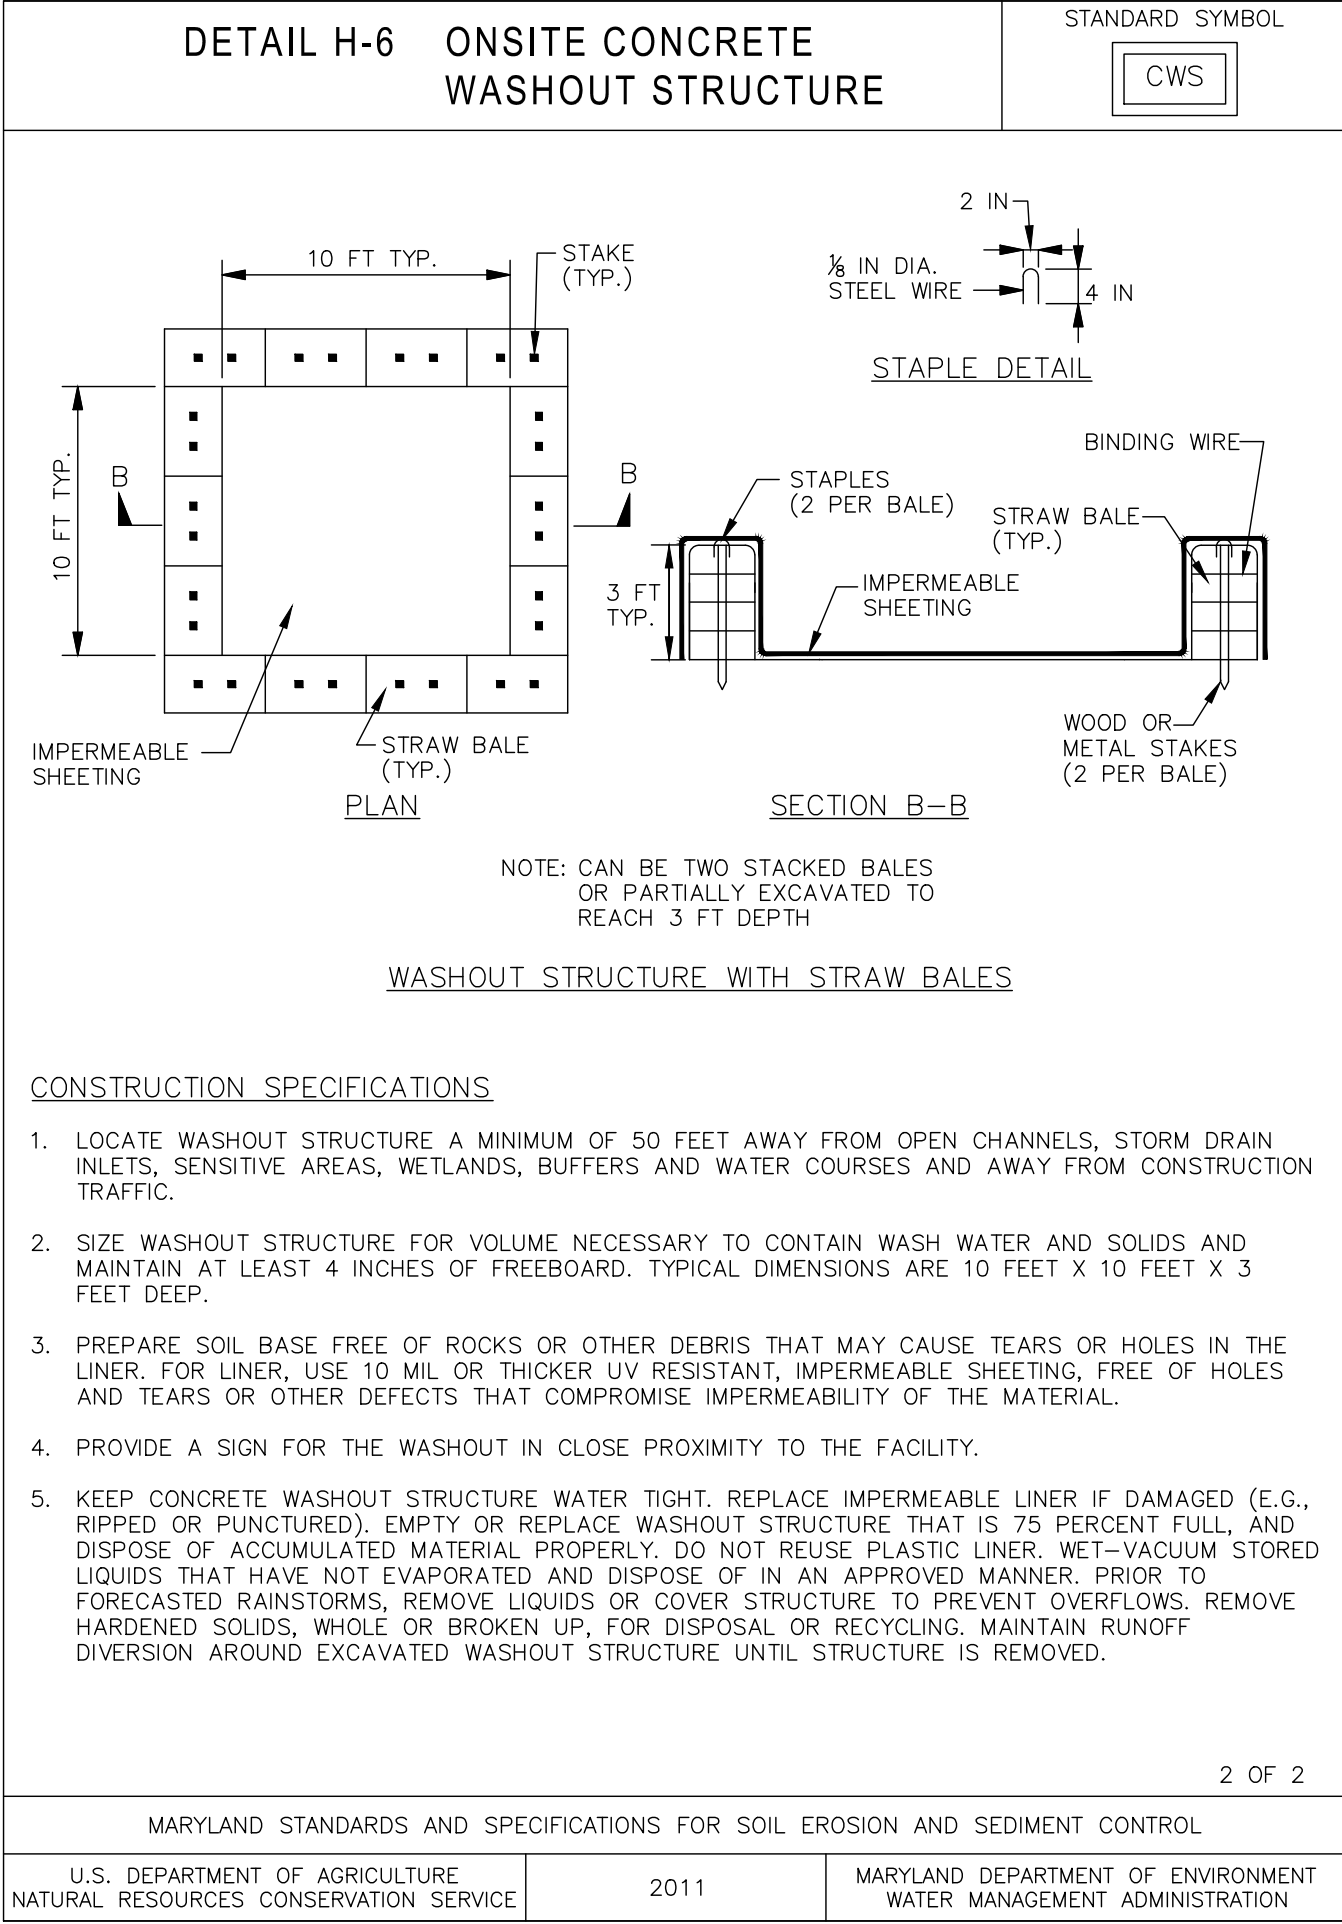 DETAIL H-6 ONSITE CONCRETE
WASHOUT STRUCTURE
STANDARD SYMBOL
CWS
2 IN
⅛ IN DIA.
STEEL WIRE
4 IN
STAPLE DETAIL
10 FT TYP.
STAKE
(TYP.)
10 FT TYP.
B
B
IMPERMEABLE
SHEETING
STRAW BALE
(TYP.)
PLAN
BINDING WIRE
STAPLES
(2 PER BALE)
STRAW BALE
(TYP.)
3 FT
TYP.
IMPERMEABLE
SHEETING
WOOD OR
METAL STAKES
(2 PER BALE)
SECTION B-B
NOTE: CAN BE TWO STACKED BALES
OR PARTIALLY EXCAVATED TO
REACH 3 FT DEPTH
WASHOUT STRUCTURE WITH STRAW BALES
CONSTRUCTION SPECIFICATIONS
1. LOCATE WASHOUT STRUCTURE A MINIMUM OF 50 FEET AWAY FROM OPEN CHANNELS, STORM DRAIN
INLETS, SENSITIVE AREAS, WETLANDS, BUFFERS AND WATER COURSES AND AWAY FROM CONSTRUCTION
TRAFFIC.
2. SIZE WASHOUT STRUCTURE FOR VOLUME NECESSARY TO CONTAIN WASH WATER AND SOLIDS AND
MAINTAIN AT LEAST 4 INCHES OF FREEBOARD. TYPICAL DIMENSIONS ARE 10 FEET X 10 FEET X 3
FEET DEEP.
3. PREPARE SOIL BASE FREE OF ROCKS OR OTHER DEBRIS THAT MAY CAUSE TEARS OR HOLES IN THE
LINER. FOR LINER, USE 10 MIL OR THICKER UV RESISTANT, IMPERMEABLE SHEETING, FREE OF HOLES
AND TEARS OR OTHER DEFECTS THAT COMPROMISE IMPERMEABILITY OF THE MATERIAL.
4. PROVIDE A SIGN FOR THE WASHOUT IN CLOSE PROXIMITY TO THE FACILITY.
5. KEEP CONCRETE WASHOUT STRUCTURE WATER TIGHT. REPLACE IMPERMEABLE LINER IF DAMAGED (E.G.,
RIPPED OR PUNCTURED). EMPTY OR REPLACE WASHOUT STRUCTURE THAT IS 75 PERCENT FULL, AND
DISPOSE OF ACCUMULATED MATERIAL PROPERLY. DO NOT REUSE PLASTIC LINER. WET-VACUUM STORED
LIQUIDS THAT HAVE NOT EVAPORATED AND DISPOSE OF IN AN APPROVED MANNER. PRIOR TO
FORECASTED RAINSTORMS, REMOVE LIQUIDS OR COVER STRUCTURE TO PREVENT OVERFLOWS. REMOVE
HARDENED SOLIDS, WHOLE OR BROKEN UP, FOR DISPOSAL OR RECYCLING. MAINTAIN RUNOFF
DIVERSION AROUND EXCAVATED WASHOUT STRUCTURE UNTIL STRUCTURE IS REMOVED.
2 OF 2
MARYLAND STANDARDS AND SPECIFICATIONS FOR SOIL EROSION AND SEDIMENT CONTROL
U.S. DEPARTMENT OF AGRICULTURE
NATURAL RESOURCES CONSERVATION SERVICE
2011
MARYLAND DEPARTMENT OF ENVIRONMENT
WATER MANAGEMENT ADMINISTRATION